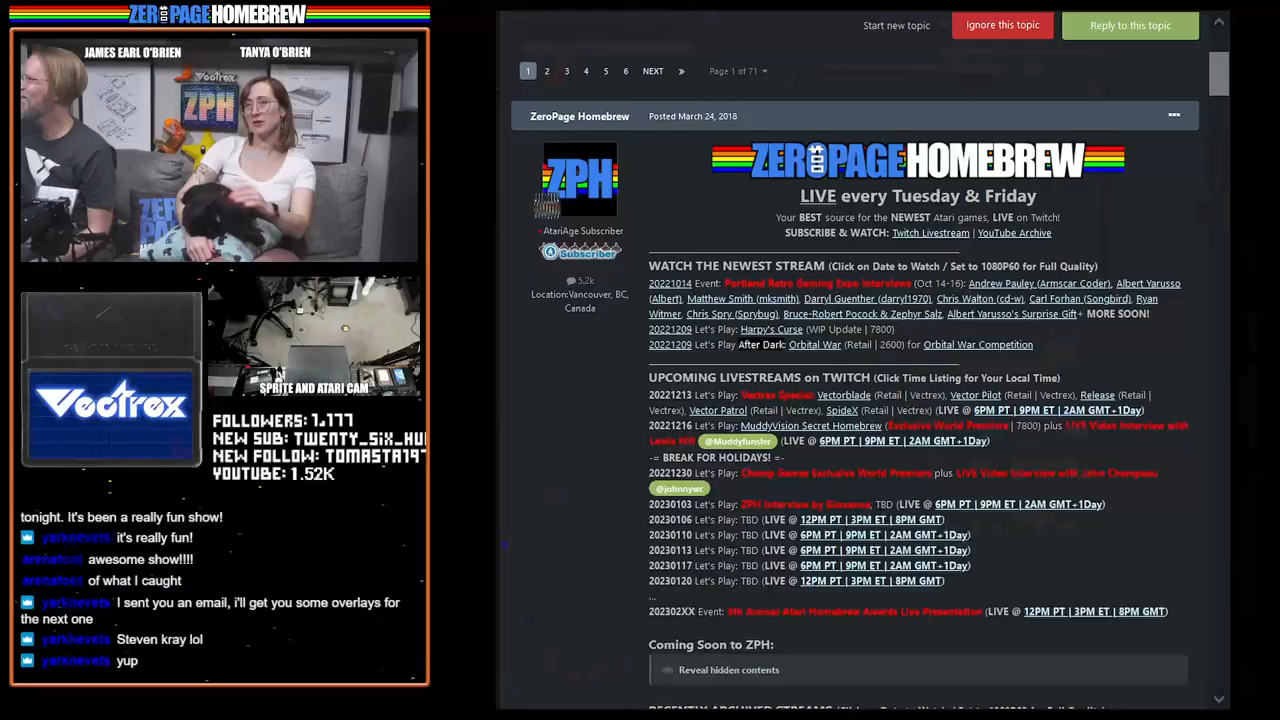 ZEROPAGE HOMEBREW
JAMES EARL O'BRIEN
TANYA O'BRIEN
Vectrex
ZPH
Vectrex
SPRITE AND ATARI CAM
FOLLOWERS: 1,177
NEW SUB: TWENTY_SIX_HU
NEW FOLLOW: TOMASTA197
YOUTUBE: 1.52K
tonight. It's been a really fun show!
yarknevets it's really fun!
arenafoot awesome show!!!!
arenafoot of what I caught
yarknevets I sent you an email, i'll get you some overlays for
the next one
yarknevets Steven kray lol
yarknevets yup
Start new topic
Ignore this topic
Reply to this topic
1 2 3 4 5 6 NEXT » Page 1 of 71
ZeroPage Homebrew Posted March 24, 2018
ZPH
AtariAge Subscriber
Subscriber
5.2k
Location:Vancouver, BC,
Canada
ZEROPAGE HOMEBREW
LIVE every Tuesday & Friday
Your BEST source for the NEWEST Atari games, LIVE on Twitch!
SUBSCRIBE & WATCH: Twitch Livestream | YouTube Archive
WATCH THE NEWEST STREAM (Click on Date to Watch / Set to 1080P60 for Full Quality)
20221014 Event: Portland Retro Gaming Expo Interviews (Oct 14-16): Andrew Pauley (Armscar Coder), Albert Yarusso
(Albert), Matthew Smith (mksmith), Darryl Guenther (darryl1970), Chris Walton (cd-w), Carl Forhan (Songbird), Ryan
Witmer, Chris Spry (Sprybug), Bruce-Robert Pocock & Zephyr Salz, Albert Yarusso's Surprise Gift+ MORE SOON!
20221209 Let's Play: Harpy's Curse (WIP Update | 7800)
20221209 Let's Play After Dark: Orbital War (Retail | 2600) for Orbital War Competition
UPCOMING LIVESTREAMS on TWITCH (Click Time Listing for Your Local Time)
20221213 Let's Play: Vectrex Special: Vectorblade (Retail | Vectrex), Vector Pilot (Retail | Vectrex), Release (Retail |
Vectrex), Vector Patrol (Retail | Vectrex), SpideX (Retail | Vectrex) (LIVE @ 6PM PT | 9PM ET | 2AM GMT+1Day)
20221216 Let's Play: MuddyVision Secret Homebrew (Exclusive World Premiere | 7800) plus LIVE Video Interview with
Lewis Hill @Muddyfunster (LIVE @ 6PM PT | 9PM ET | 2AM GMT+1Day)
-= BREAK FOR HOLIDAYS! =-
20221230 Let's Play: Champ Games Exclusive World Premiere plus LIVE Video Interview with John Champeau
@johnnywc
20230103 Let's Play: ZPH Interview by Giovanna, TBD (LIVE @ 6PM PT | 9PM ET | 2AM GMT+1Day)
20230106 Let's Play: TBD (LIVE @ 12PM PT | 3PM ET | 8PM GMT)
20230110 Let's Play: TBD (LIVE @ 6PM PT | 9PM ET | 2AM GMT+1Day)
20230113 Let's Play: TBD (LIVE @ 6PM PT | 9PM ET | 2AM GMT+1Day)
20230117 Let's Play: TBD (LIVE @ 6PM PT | 9PM ET | 2AM GMT+1Day)
20230120 Let's Play: TBD (LIVE @ 12PM PT | 3PM ET | 8PM GMT)
...
202302XX Event: 5th Annual Atari Homebrew Awards Live Presentation (LIVE @ 12PM PT | 3PM ET | 8PM GMT)
Coming Soon to ZPH:
Reveal hidden contents